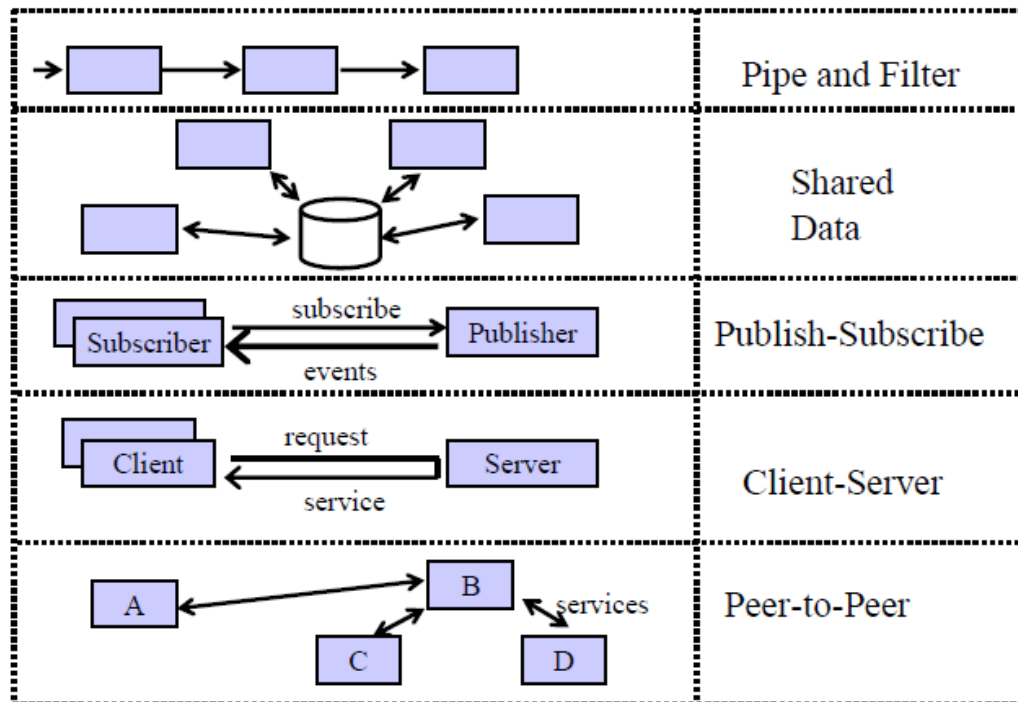 Pipe and Filter
Shared
Data
subscribe
Subscriber
Publisher
events
Publish-Subscribe
request
Client
Server
service
Client-Server
A
B
services
C
D
Peer-to-Peer